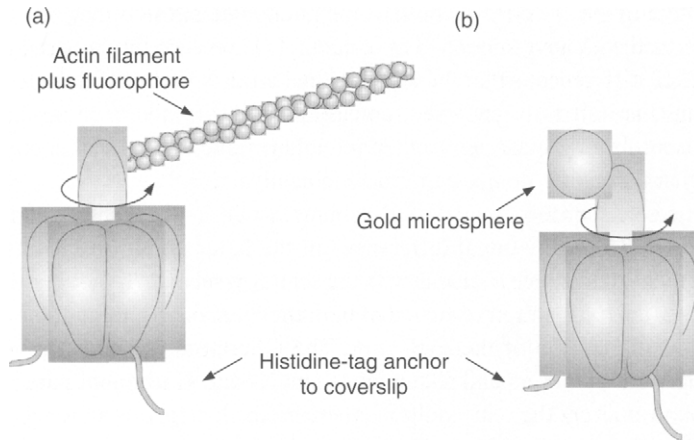 (a)
Actin filament
plus fluorophore
(b)
Gold microsphere
Histidine-tag anchor
to coverslip